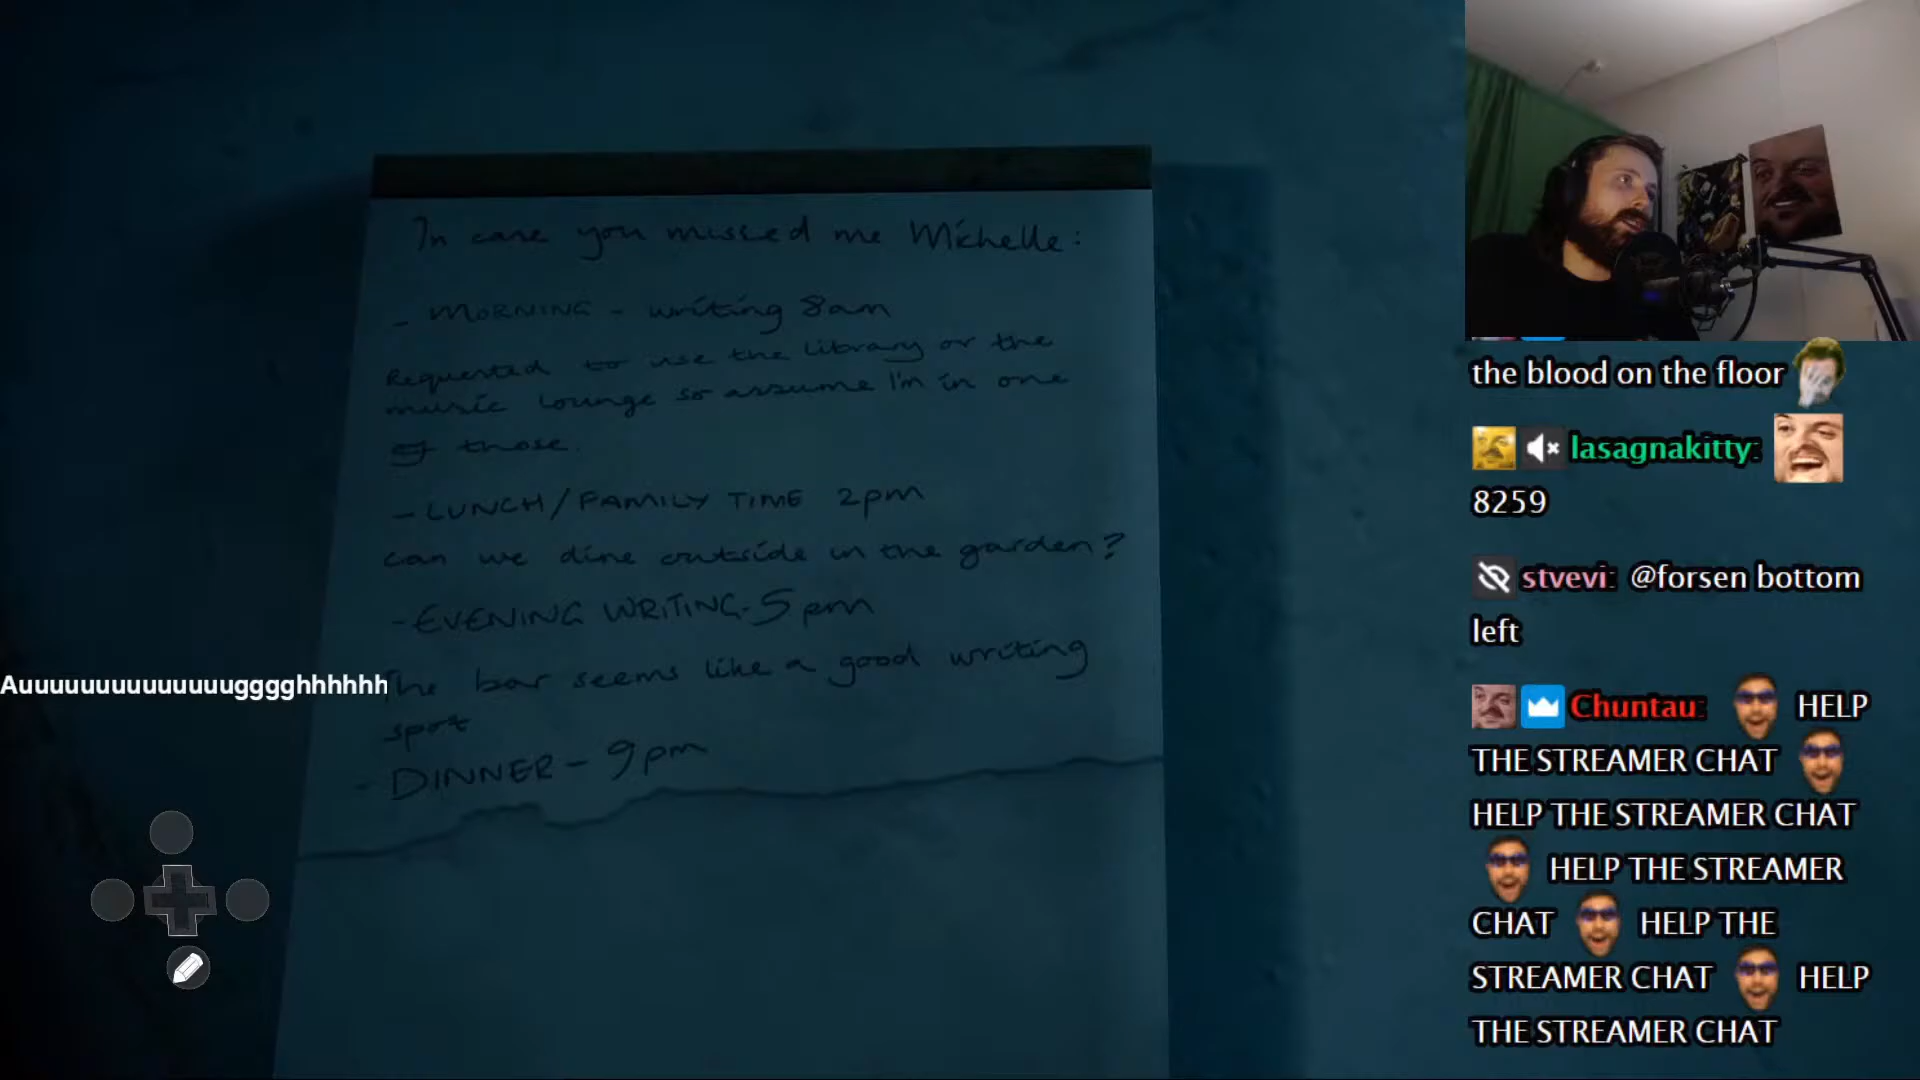 In case you missed me Michelle:
- MORNING - writing 8am
Requested to use the library or the
music lounge so assume I'm in one
of those.
- LUNCH/FAMILY TIME 2pm
can we dine outside in the garden?
- EVENING WRITING - 5pm
The bar seems like a good writing
spot
- DINNER - 9pm
Auuuuuuuuuuuuuugggghhhhhh
the blood on the floor
lasagnakitty:
8259
stvevi: @forsen bottom
left
Chuntau: HELP
THE STREAMER CHAT
HELP THE STREAMER CHAT
HELP THE STREAMER
CHAT HELP THE
STREAMER CHAT HELP
THE STREAMER CHAT